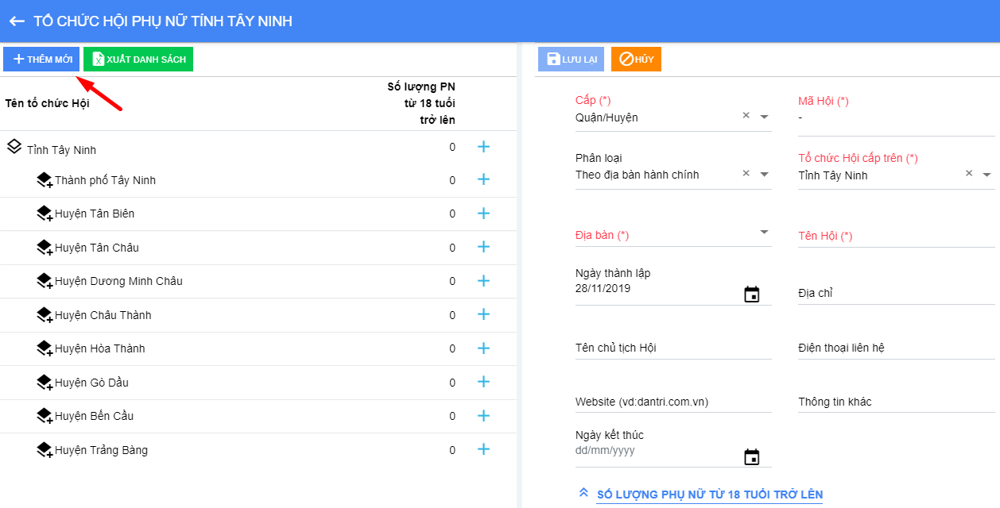 TỔ CHỨC HỘI PHỤ NỮ TỈNH TÂY NINH
THÊM MỚI
XUẤT DANH SÁCH
Tên tổ chức Hội
Số lượng PN
từ 18 tuổi
trở lên
Tỉnh Tây Ninh 0
Thành phố Tây Ninh 0
Huyện Tân Biên 0
Huyện Tân Châu 0
Huyện Dương Minh Châu 0
Huyện Châu Thành 0
Huyện Hòa Thành 0
Huyện Gò Dầu 0
Huyện Bến Cầu 0
Huyện Trảng Bàng 0
LƯU LẠI
HỦY
Cấp (*)
Quận/Huyện
Mã Hội (*)
-
Phân loại
Theo địa bàn hành chính
Tổ chức Hội cấp trên (*)
Tỉnh Tây Ninh
Địa bàn (*)
Tên Hội (*)
Ngày thành lập
28/11/2019
Địa chỉ
Tên chủ tịch Hội
Điện thoại liên hệ
Website (vd:dantri.com.vn)
Thông tin khác
Ngày kết thúc
dd/mm/yyyy
SỐ LƯỢNG PHỤ NỮ TỪ 18 TUỔI TRỞ LÊN